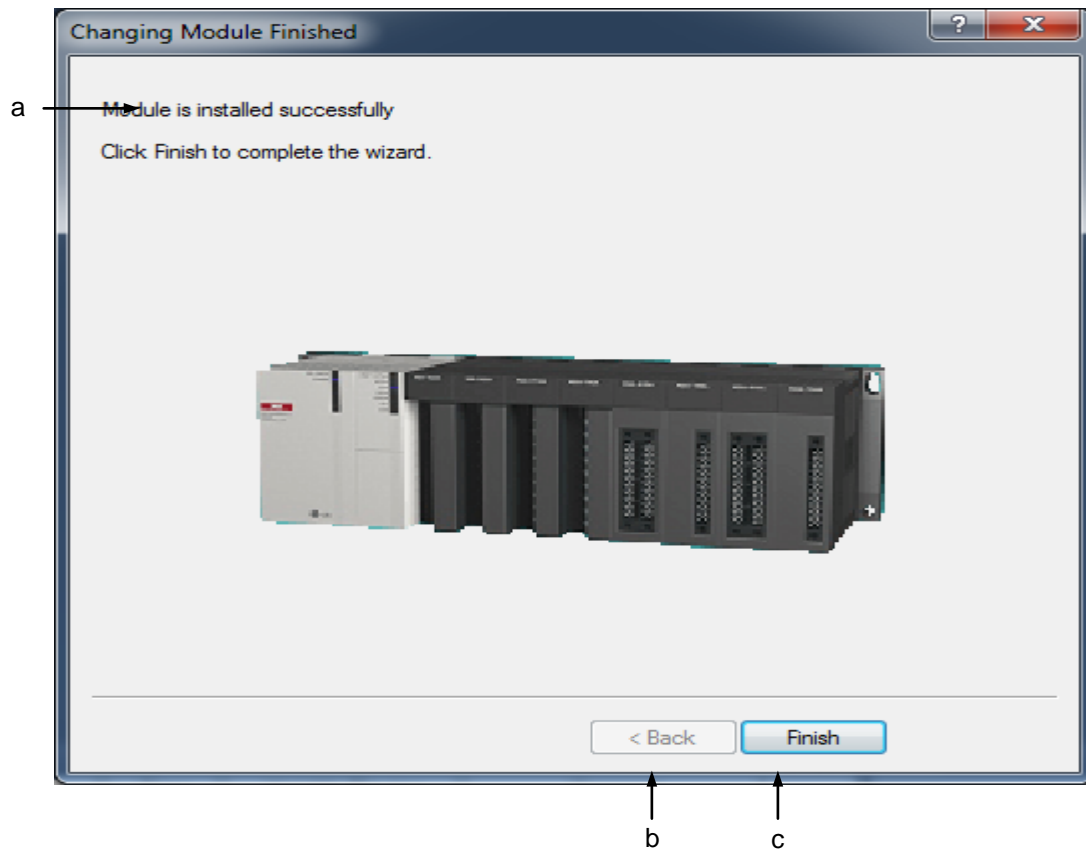 Changing Module Finished
?
X
a
Module is installed successfully
Click Finish to complete the wizard.
< Back
Finish
b
c